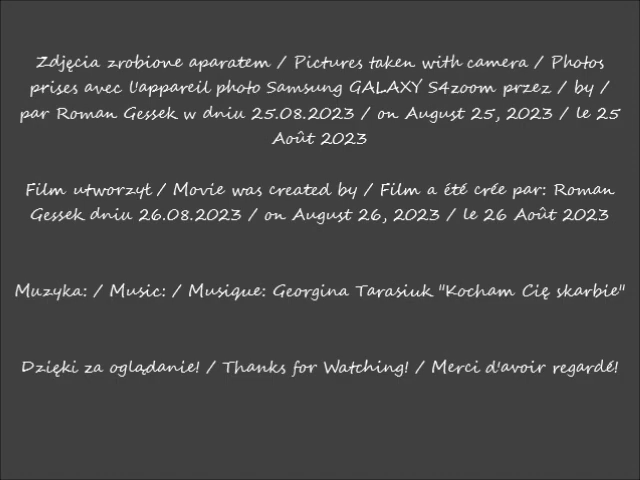 Zdjęcia zrobione aparatem / Pictures taken with camera / Photos
prises avec l'appareil photo Samsung GALAXY S4zoom przez / by /
par Roman Gessek w dniu 25.08.2023 / on August 25, 2023 / le 25
Août 2023
Film utworzył / Movie was created by / Film a été crée par: Roman
Gessek dniu 26.08.2023 / on August 26, 2023 / le 26 Août 2023
Muzyka: / Music: / Musique: Georgina Tarasiuk "Kocham Cię skarbie"
Dzięki za oglądanie! / Thanks for Watching! / Merci d'avoir regardé!